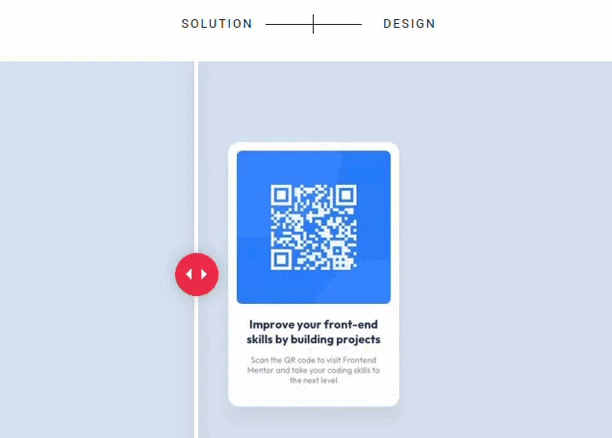 SOLUTION DESIGN
Improve your front-end
skills by building projects
Scan the QR code to visit Frontend
Mentor and take your coding skills to
the next level